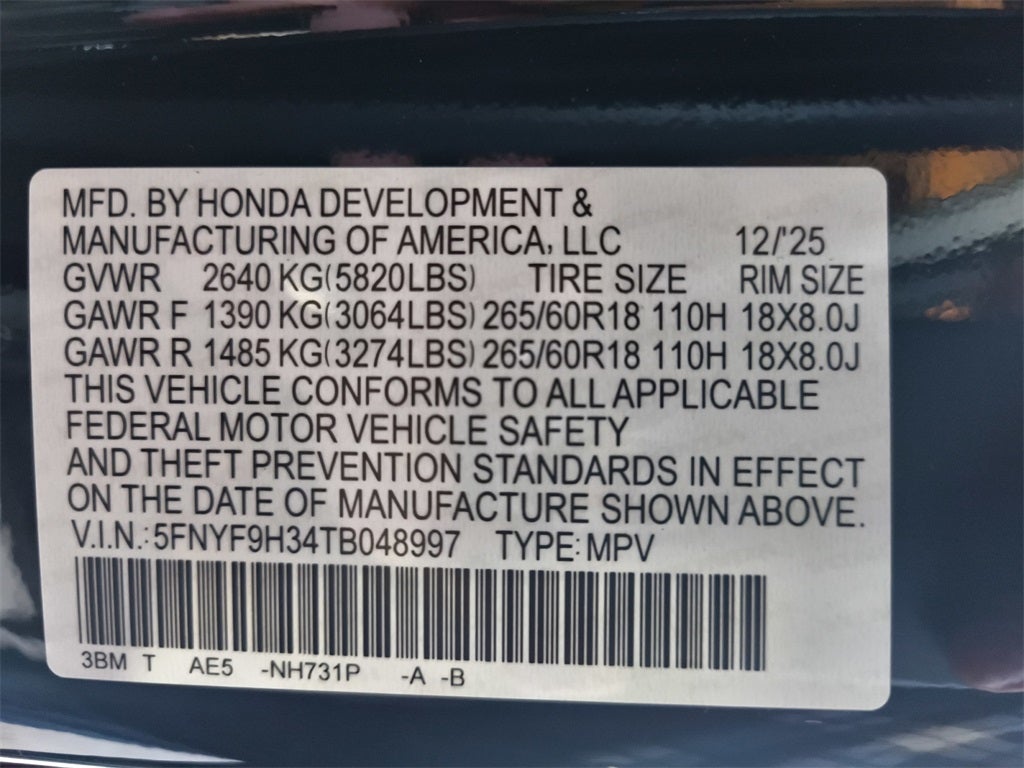 MFD. BY HONDA DEVELOPMENT &
MANUFACTURING OF AMERICA, LLC 12/'25
GVWR 2640 KG(5820LBS) TIRE SIZE RIM SIZE
GAWR F 1390 KG(3064LBS) 265/60R18 110H 18X8.0J
GAWR R 1485 KG(3274LBS) 265/60R18 110H 18X8.0J
THIS VEHICLE CONFORMS TO ALL APPLICABLE
FEDERAL MOTOR VEHICLE SAFETY
AND THEFT PREVENTION STANDARDS IN EFFECT
ON THE DATE OF MANUFACTURE SHOWN ABOVE.
V.I.N.: 5FNYF9H34TB048997 TYPE: MPV
3BM T AE5 -NH731P -A -B